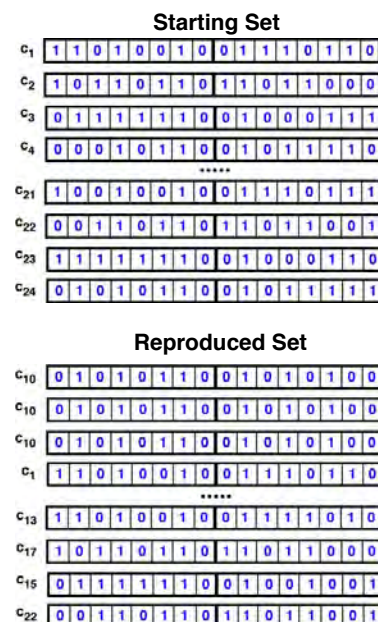 Starting Set
c1 1 1 0 1 0 0 1 0 0 1 1 1 0 1 1 0
c2 1 0 1 1 0 1 1 0 1 1 0 1 1 0 0 0
c3 0 1 1 1 1 1 1 0 0 1 0 0 0 1 1 1
c4 0 0 0 1 0 1 1 0 0 1 0 1 1 1 1 0
.....
c21 1 0 0 1 0 0 1 0 0 1 1 1 0 1 1 1
c22 0 0 1 1 0 1 1 0 1 1 0 1 1 0 0 1
c23 1 1 1 1 1 1 1 0 0 1 0 0 0 1 1 0
c24 0 1 0 1 0 1 1 0 0 1 0 1 1 1 1 1
Reproduced Set
c10 0 1 0 1 0 1 1 0 0 1 0 1 0 1 0 0
c10 0 1 0 1 0 1 1 0 0 1 0 1 0 1 0 0
c10 0 1 0 1 0 1 1 0 0 1 0 1 0 1 0 0
c1 1 1 0 1 0 0 1 0 0 1 1 1 0 1 1 0
.....
c13 1 1 0 1 0 0 1 0 0 1 1 1 1 0 1 0
c17 1 0 1 1 0 1 1 0 1 1 0 1 1 0 0 0
c15 0 1 1 1 1 1 1 0 0 1 0 0 1 0 0 1
c22 0 0 1 1 0 1 1 0 1 1 0 1 1 0 0 1